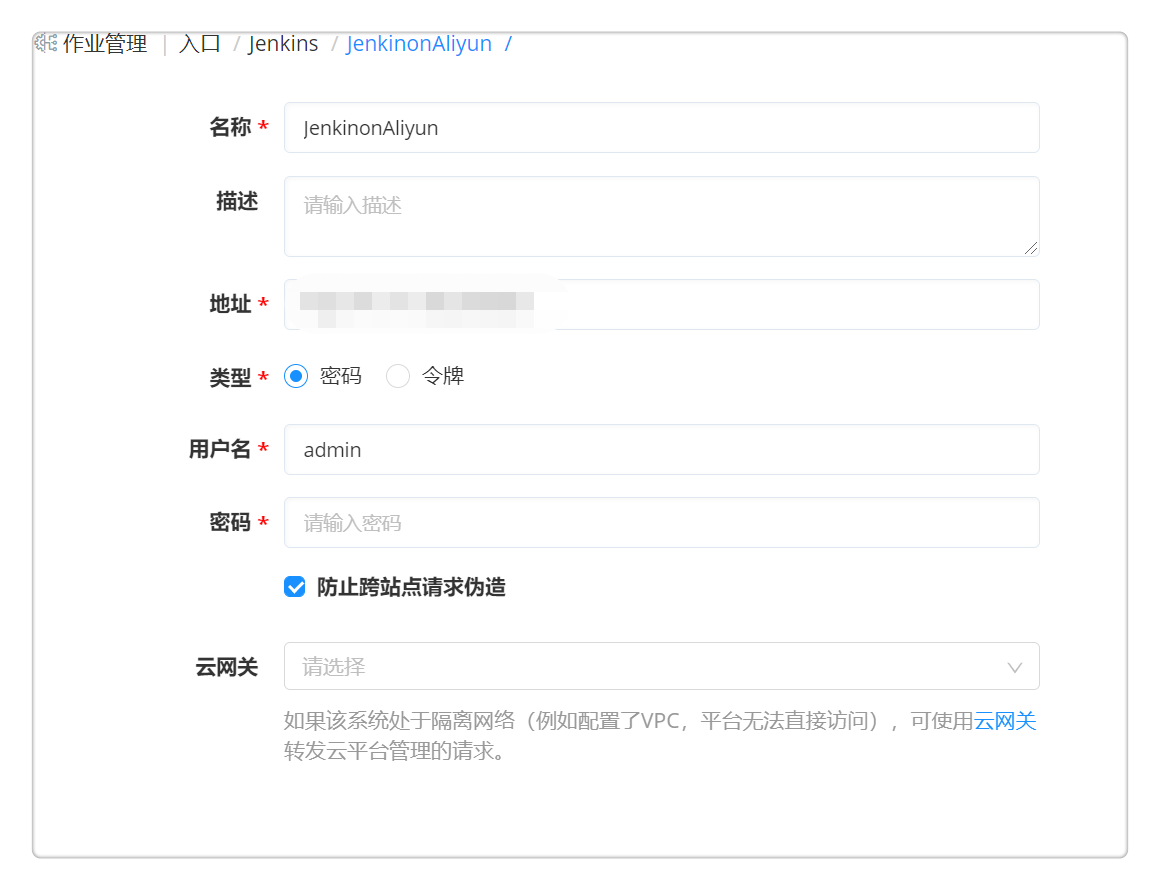 作业管理 | 入口 / Jenkins / JenkinonAliyun /
名称 * JenkinonAliyun
描述 请输入描述
地址 *
类型 * 密码 令牌
用户名 * admin
密码 * 请输入密码
防止跨站点请求伪造
云网关 请选择
如果该系统处于隔离网络（例如配置了VPC，平台无法直接访问），可使用云网关
转发云平台管理的请求。